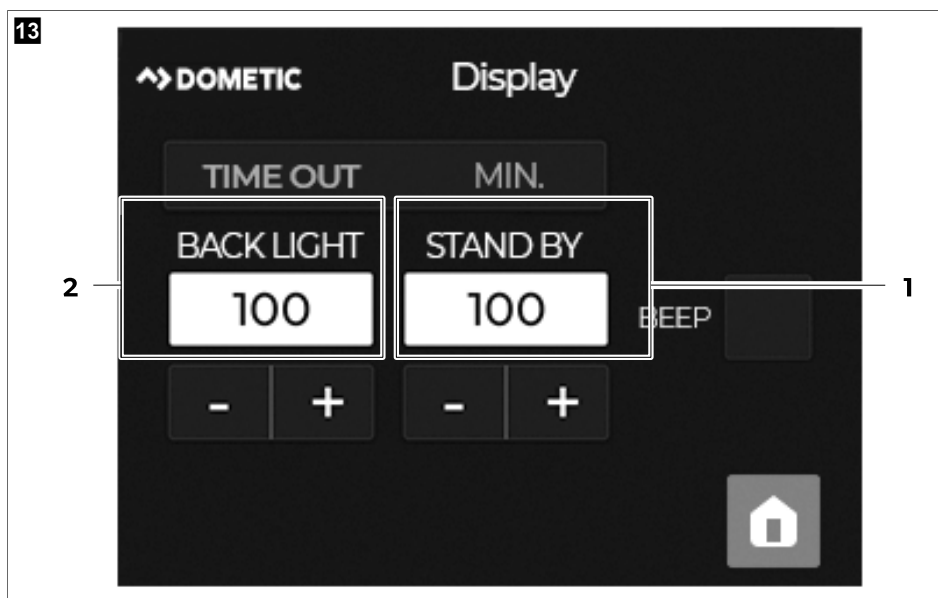 13
DOMETIC Display
TIME OUT MIN.
BACK LIGHT STAND BY
2 100 100 BEEP 1
- + - +